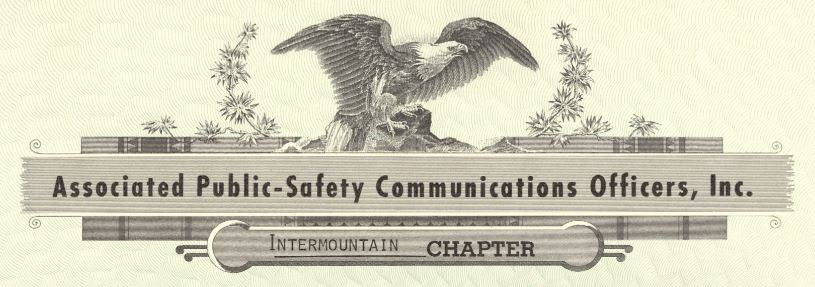 Associated Public-Safety Communications Officers, Inc.
INTERMOUNTAIN CHAPTER